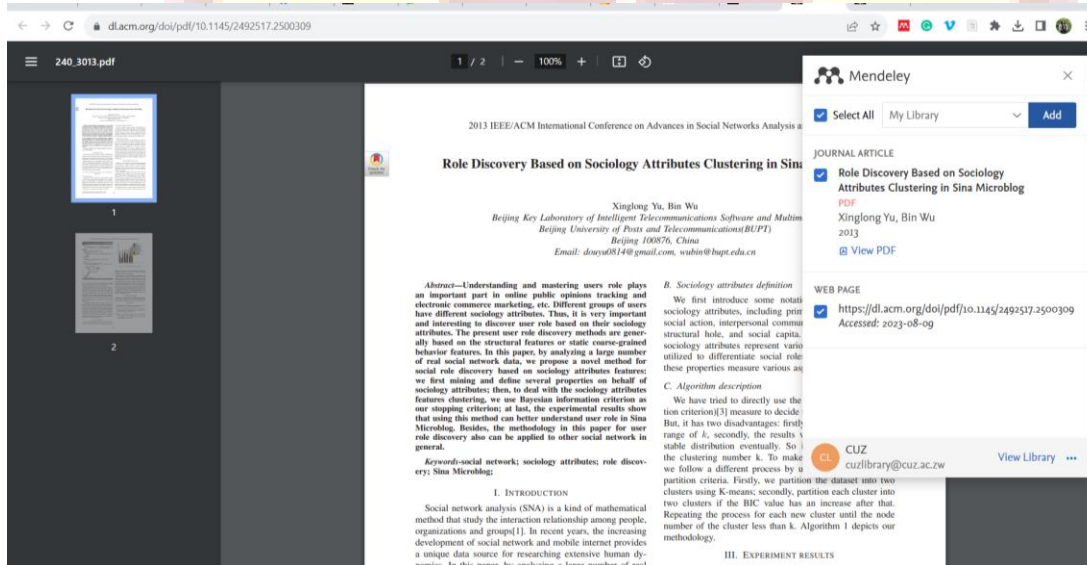 dl.acm.org/doi/pdf/10.1145/2492517.2500309
240_3013.pdf
1 / 2 | − 100% +
1
2
2013 IEEE/ACM International Conference on Advances in Social Networks Analysis a
Role Discovery Based on Sociology Attributes Clustering in Sina
Xinglong Yu, Bin Wu
Beijing Key Laboratory of Intelligent Telecommunications Software and Multim
Beijing University of Posts and Telecommunications(BUPT)
Beijing 100876, China
Email: douyu0814@gmail.com, wubin@bupt.edu.cn
Abstract—Understanding and mastering users role plays
an important part in online public opinions tracking and
electronic commerce marketing, etc. Different groups of users
have different sociology attributes. Thus, it is very important
and interesting to discover user role based on their sociology
attributes. The present user role discovery methods are gener-
ally based on the structural features or static coarse-grained
behavior features. In this paper, by analyzing a large number
of real social network data, we propose a novel method for
social role discovery based on sociology attributes features:
we first mining and define several properties on behalf of
sociology attributes; then, to deal with the sociology attributes
features clustering, we use Bayesian information criterion as
our stopping criterion; at last, the experimental results show
that using this method can better understand user role in Sina
Microblog. Besides, the methodology in this paper for user
role discovery also can be applied to other social network in
general.
Keywords-social network; sociology attributes; role discov-
ery; Sina Microblog;
I. INTRODUCTION
Social network analysis (SNA) is a kind of mathematical
method that study the interaction relationship among people,
organizations and groups[1]. In recent years, the increasing
development of social network and mobile internet provides
a unique data source for researching extensive human dy-
namics. In this paper, by analyzing a large number of real
B. Sociology attributes definition
We first introduce some notati
sociology attributes, including prim
social action, interpersonal commu
structural hole, and social capita.
sociology attributes represent vario
utilized to differentiate social role
these properties measure various as
C. Algorithm description
We have tried to directly use the
tion criterion)[3] measure to decide
But, it has two disadvantages: firstly
range of k, secondly, the results v
stable distribution eventually. So i
the clustering number k. To make
we follow a different process by u
partition criteria. Firstly, we partition the dataset into two
clusters using K-means; secondly, partition each cluster into
two clusters if the BIC value has an increase after that.
Repeating the process for each new cluster until the node
number of the cluster less than k. Algorithm 1 depicts our
methodology.
III. EXPERIMENT RESULTS
Mendeley
Select All My Library Add
JOURNAL ARTICLE
Role Discovery Based on Sociology
Attributes Clustering in Sina Microblog
PDF
Xinglong Yu, Bin Wu
2013
View PDF
WEB PAGE
https://dl.acm.org/doi/pdf/10.1145/2492517.2500309
Accessed: 2023-08-09
CL
CUZ
cuzlibrary@cuz.ac.zw
View Library